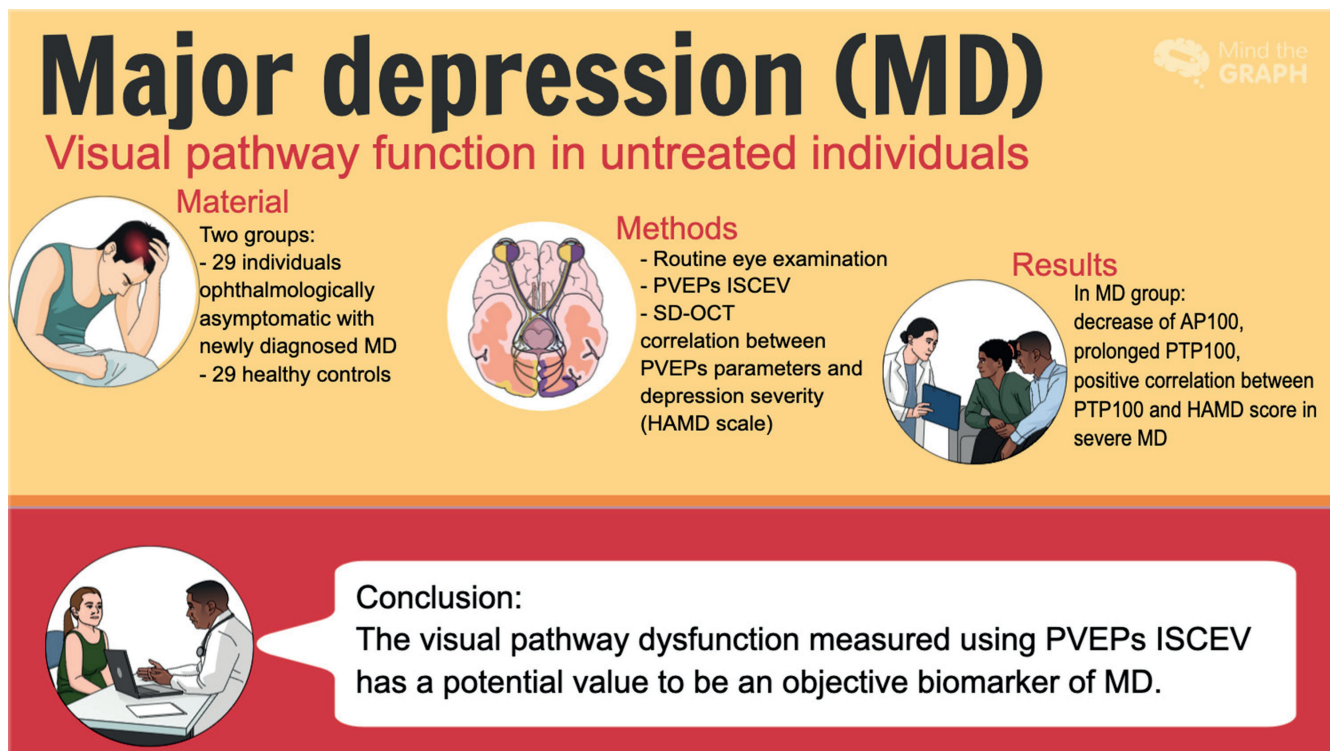 Major depression (MD)
Mind the
GRAPH
Visual pathway function in untreated individuals
Material
Two groups:
- 29 individuals
ophthalmologically
asymptomatic with
newly diagnosed MD
- 29 healthy controls
Methods
- Routine eye examination
- PVEPs ISCEV
- SD-OCT
correlation between
PVEPs parameters and
depression severity
(HAMD scale)
Results
In MD group:
decrease of AP100,
prolonged PTP100,
positive correlation between
PTP100 and HAMD score in
severe MD
Conclusion:
The visual pathway dysfunction measured using PVEPs ISCEV
has a potential value to be an objective biomarker of MD.